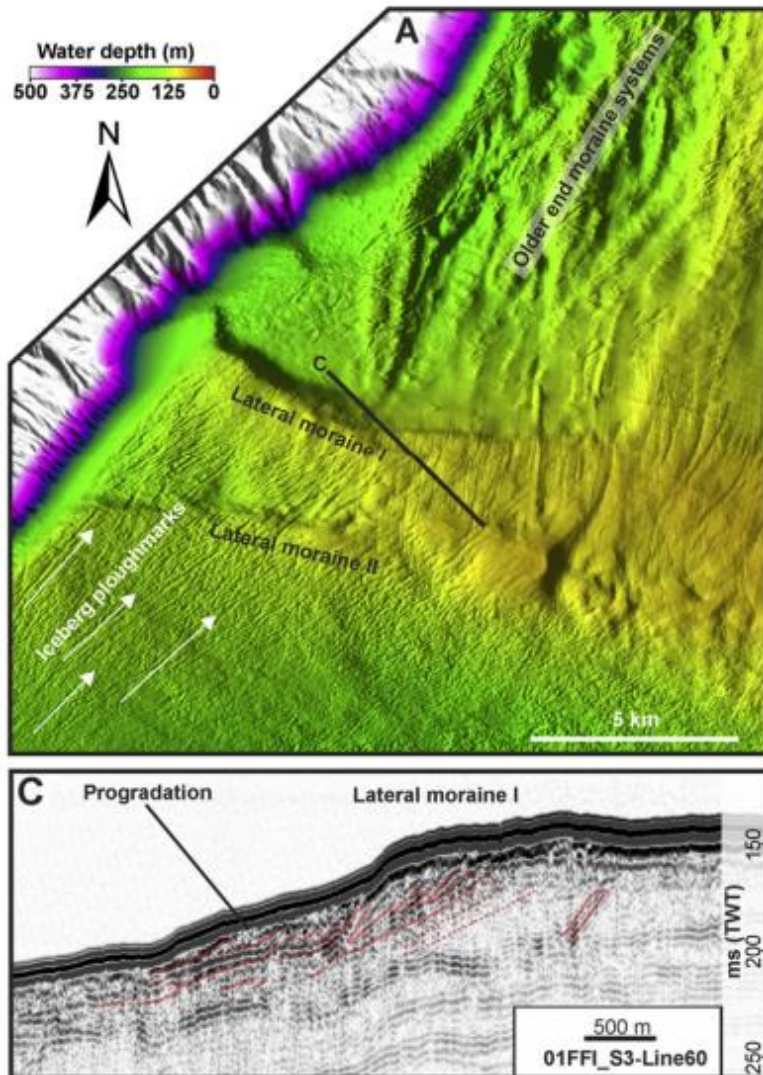 A
Water depth (m)
500 375 250 125 0
N
Older end moraine systems
C
Lateral moraine I
Lateral moraine II
Iceberg ploughmarks
5 km
C
Progradation
Lateral moraine I
150
200
250
ms (TWT)
500 m
01FFI_S3-Line60